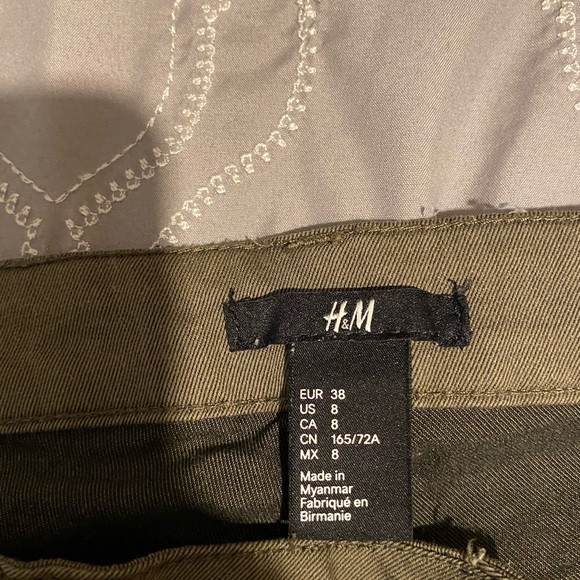 H&M
EUR 38
US 8
CA 8
CN 165/72A
MX 8
Made in
Myanmar
Fabriqué en
Birmanie